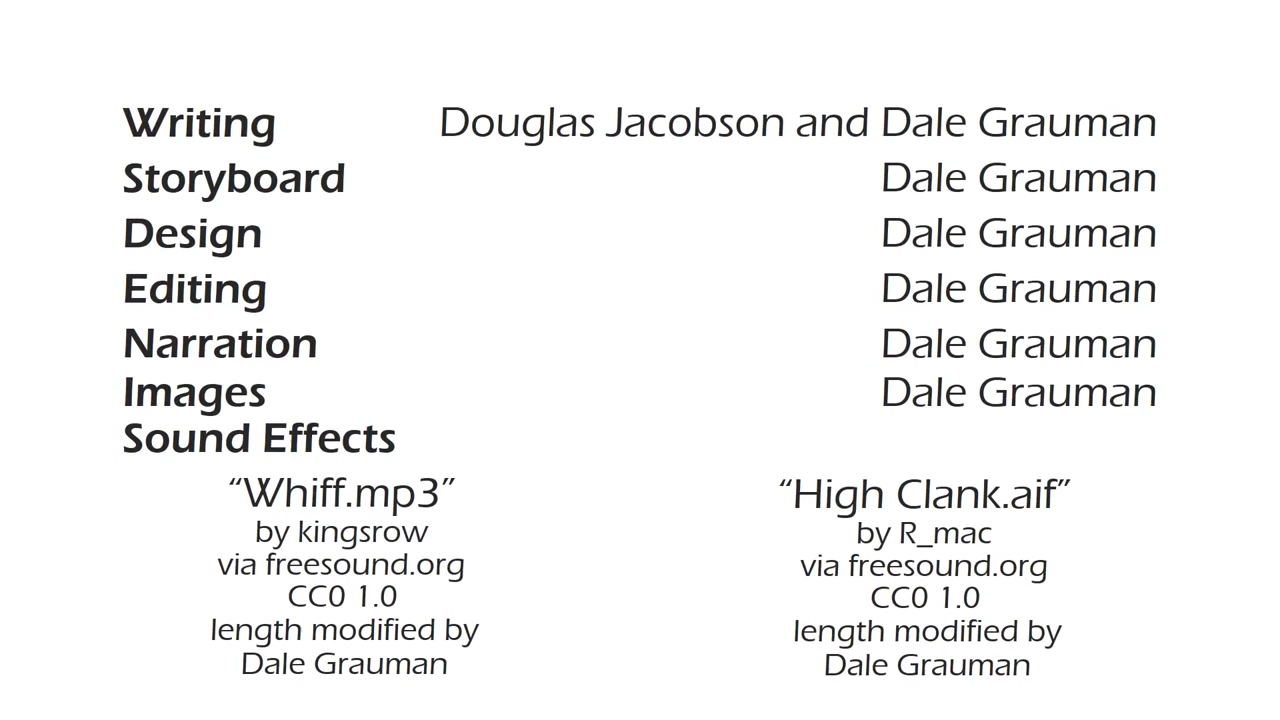 Writing Douglas Jacobson and Dale Grauman
Storyboard Dale Grauman
Design Dale Grauman
Editing Dale Grauman
Narration Dale Grauman
Images Dale Grauman
Sound Effects
“Whiff.mp3”
by kingsrow
via freesound.org
CC0 1.0
length modified by
Dale Grauman
“High Clank.aif”
by R_mac
via freesound.org
CC0 1.0
length modified by
Dale Grauman